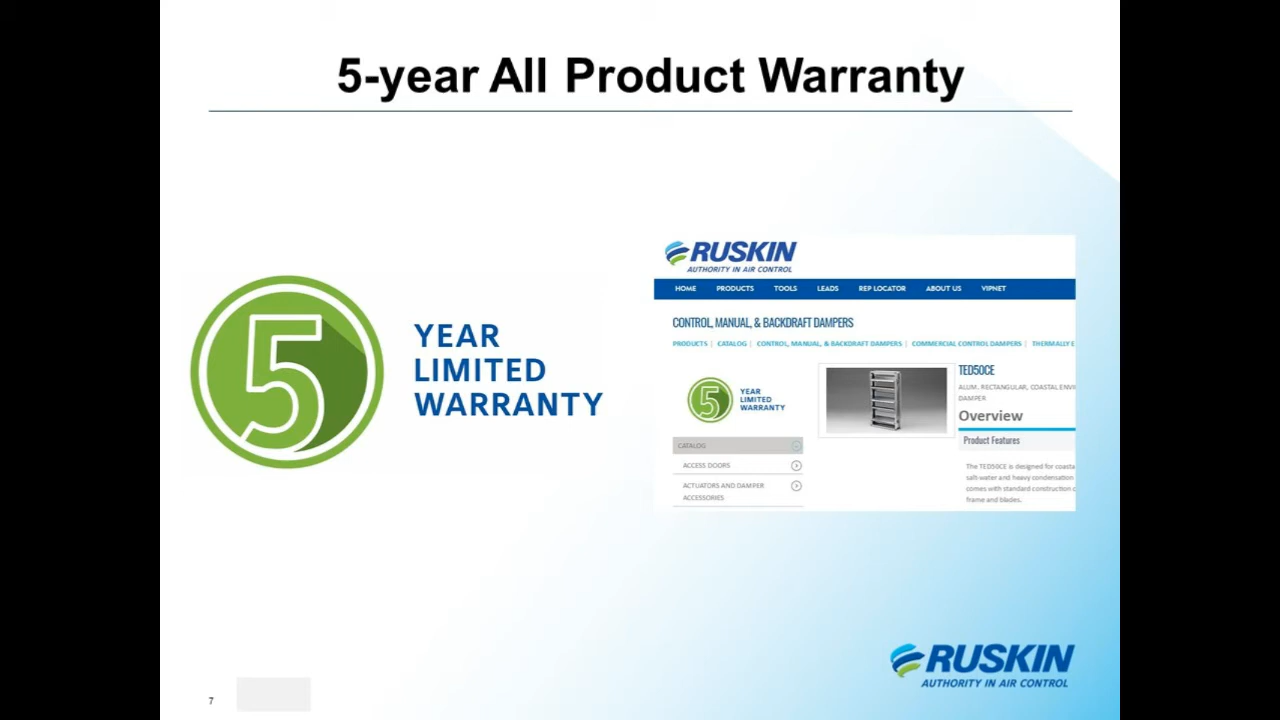 5-year All Product Warranty
5
YEAR
LIMITED
WARRANTY
RUSKIN
AUTHORITY IN AIR CONTROL
HOME PRODUCTS TOOLS LEADS REP LOCATOR ABOUT US VIPNET
CONTROL, MANUAL, & BACKDRAFT DAMPERS
PRODUCTS | CATALOG | CONTROL, MANUAL, & BACKDRAFT DAMPERS | COMMERCIAL CONTROL DAMPERS | THERMALLY E
5
YEAR
LIMITED
WARRANTY
CATALOG
ACCESS DOORS
ACTUATORS AND DAMPER
ACCESSORIES
TED50CE
ALUM. RECTANGULAR, COASTAL ENVI
DAMPER
Overview
Product Features
The TED50CE is designed for coasta
salt-water and heavy condensation
comes with standard construction o
frame and blades.
RUSKIN
AUTHORITY IN AIR CONTROL
7